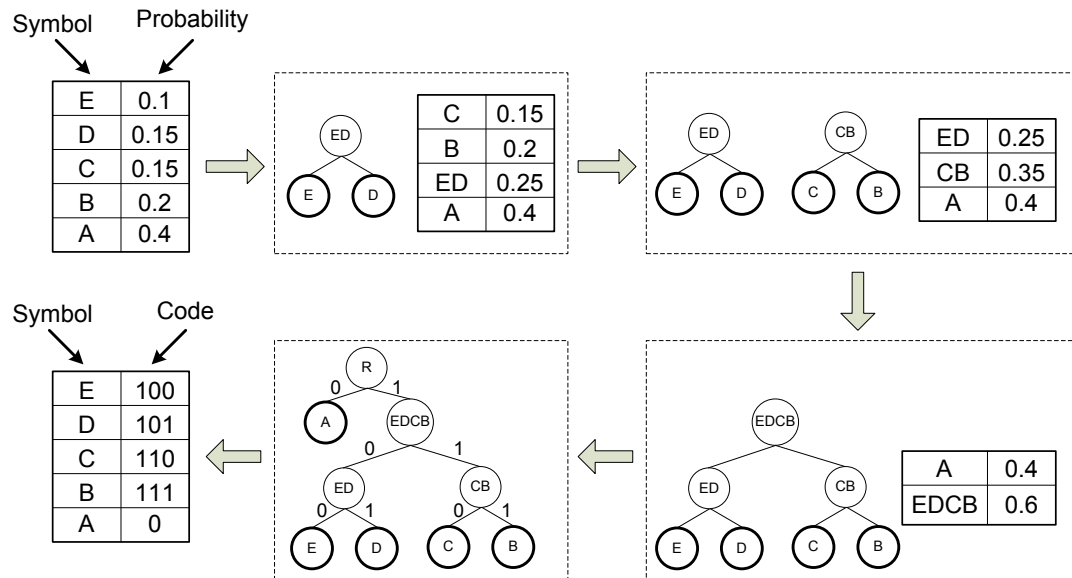 Symbol Probability
E 0.1
D 0.15
C 0.15
B 0.2
A 0.4
ED
E D
C 0.15
B 0.2
ED 0.25
A 0.4
ED CB
E D C B
ED 0.25
CB 0.35
A 0.4
EDCB
ED CB
E D C B
A 0.4
EDCB 0.6
R
0 1
A EDCB
0 1
ED CB
0 1 0 1
E D C B
Symbol Code
E 100
D 101
C 110
B 111
A 0